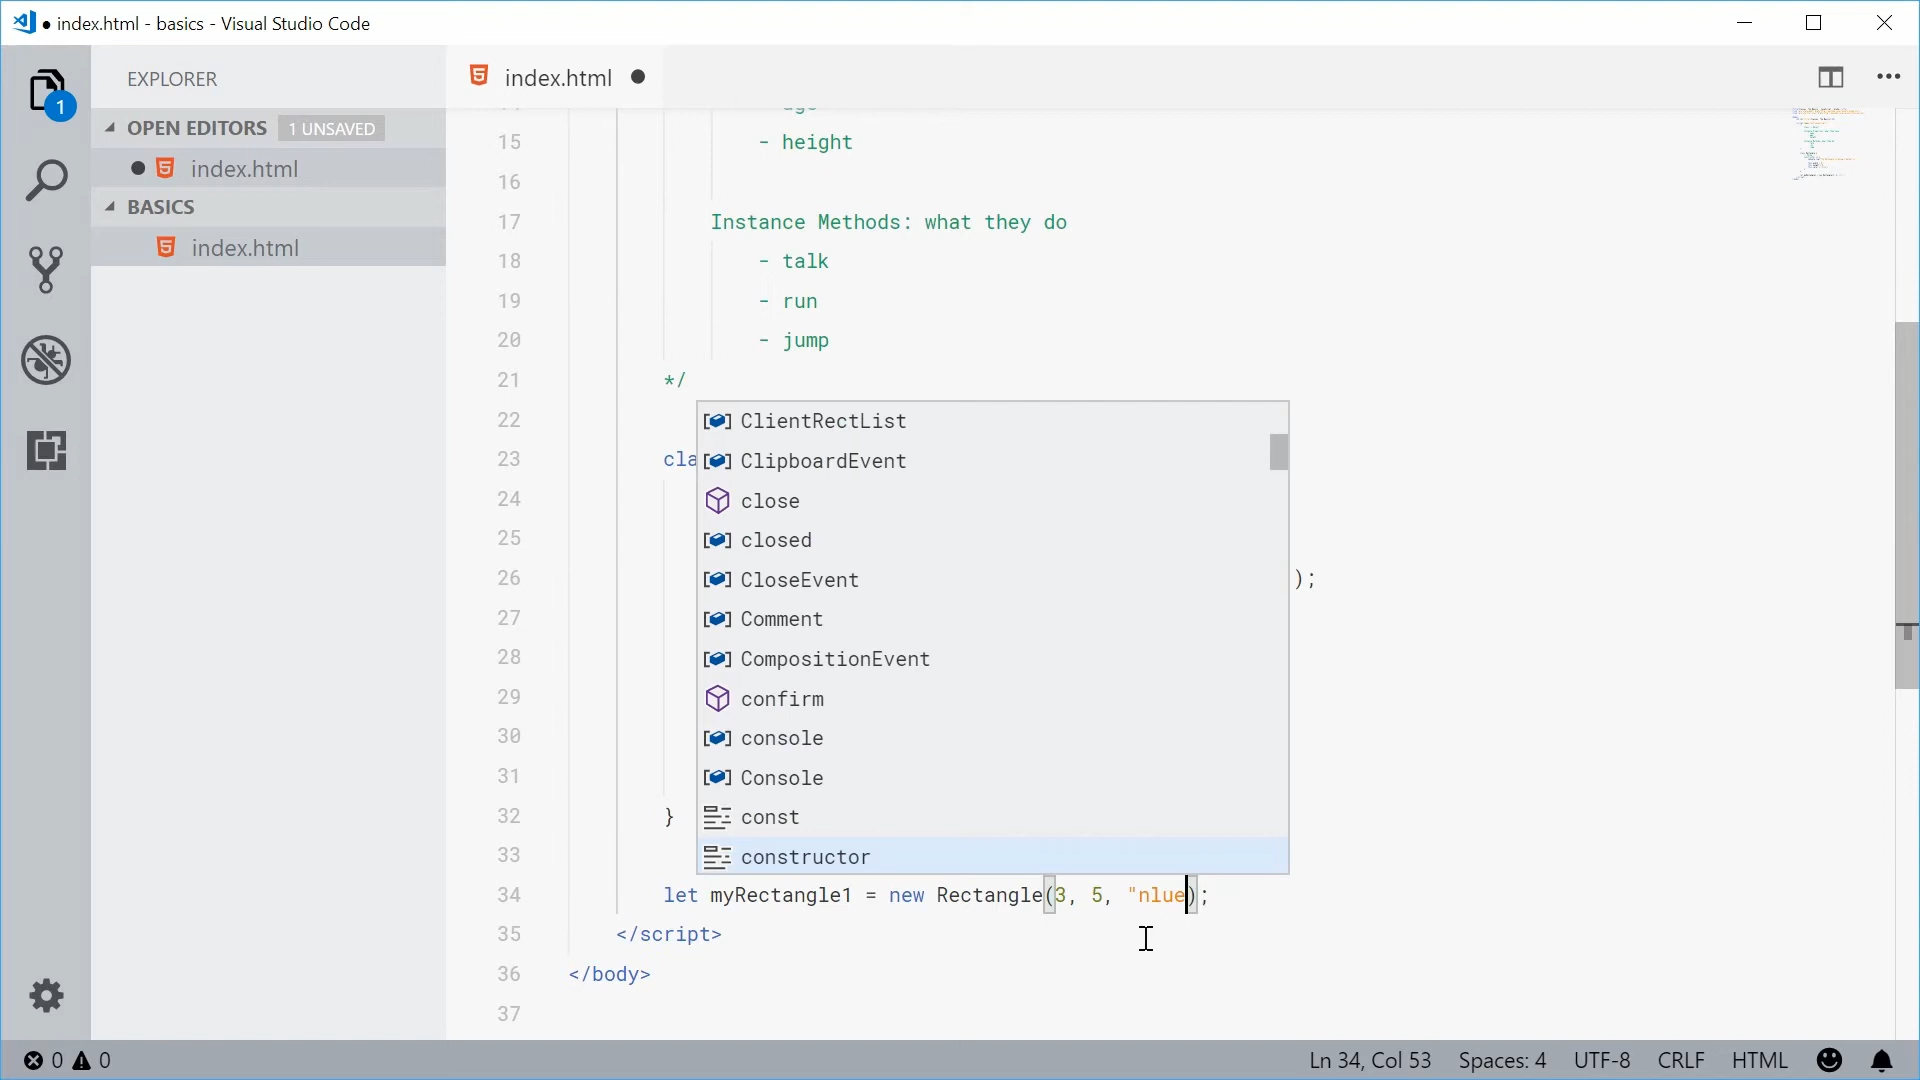 index.html - basics - Visual Studio Code
EXPLORER
index.html
1
OPEN EDITORS 1 UNSAVED
index.html
BASICS
index.html
15 - height
16
17 Instance Methods: what they do
18 - talk
19 - run
20 - jump
21 */
22 ClientRectList
23 cla ClipboardEvent
24 close
25 closed
26 CloseEvent );
27 Comment
28 CompositionEvent
29 confirm
30 console
31 Console
32 } const
33 constructor
34 let myRectangle1 = new Rectangle(3, 5, "nlue);
35 </script>
36 </body>
37
0 0 Ln 34, Col 53 Spaces: 4 UTF-8 CRLF HTML